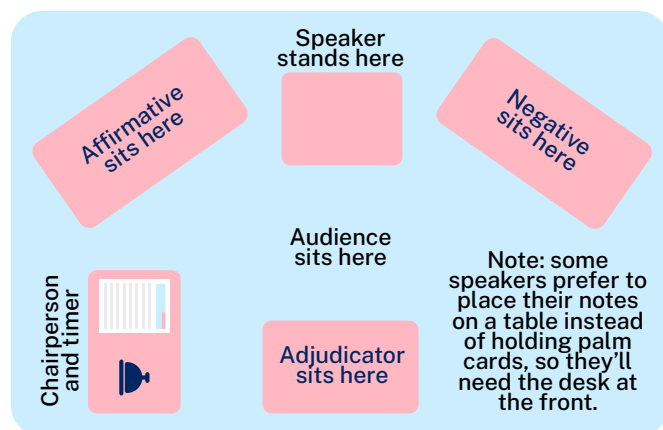 Speaker
stands here
Affirmative
sits here
Negative
sits here
Audience
sits here
Chairperson
and timer
Adjudicator
sits here
Note: some
speakers prefer to
place their notes
on a table instead
of holding palm
cards, so they’ll
need the desk at
the front.